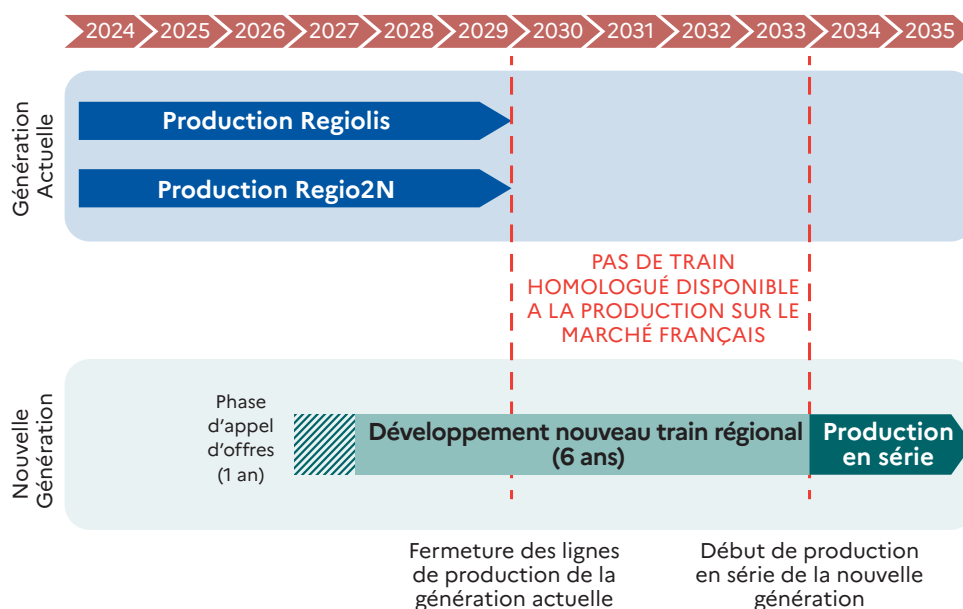 2024 2025 2026 2027 2028 2029 2030 2031 2032 2033 2034 2035
Génération
Actuelle
Production Regiolis
Production Regio2N
PAS DE TRAIN
HOMOLOGUÉ DISPONIBLE
A LA PRODUCTION SUR LE
MARCHÉ FRANÇAIS
Nouvelle
Génération
Phase
d'appel
d'offres
(1 an)
Développement nouveau train régional
(6 ans)
Production
en série
Fermeture des lignes
de production de la
génération actuelle
Début de production
en série de la nouvelle
génération